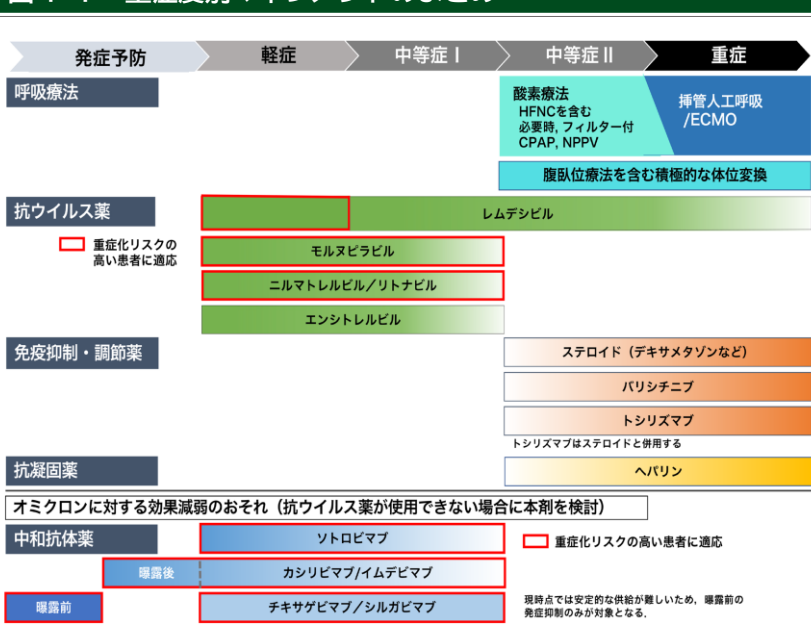 発症予防
軽症
中等症 I
中等症 II
重症
呼吸療法
酸素療法
HFNCを含む
必要時, フィルター付
CPAP, NPPV
挿管人工呼吸
/ECMO
腹臥位療法を含む積極的な体位変換
抗ウイルス薬
レムデシビル
重症化リスクの
高い患者に適応
モルヌピラビル
ニルマトレルビル/リトナビル
エンシトレルビル
免疫抑制・調節薬
ステロイド（デキサメタゾンなど）
バリシチニブ
トシリズマブ
トシリズマブはステロイドと併用する
抗凝固薬
ヘパリン
オミクロンに対する効果減弱のおそれ（抗ウイルス薬が使用できない場合に本剤を検討）
中和抗体薬
ソトロビマブ
重症化リスクの高い患者に適応
曝露後
カシリビマブ/イムデビマブ
曝露前
チキサゲビマブ/シルガビマブ
現時点では安定的な供給が難しいため，曝露前の
発症抑制のみが対象となる．